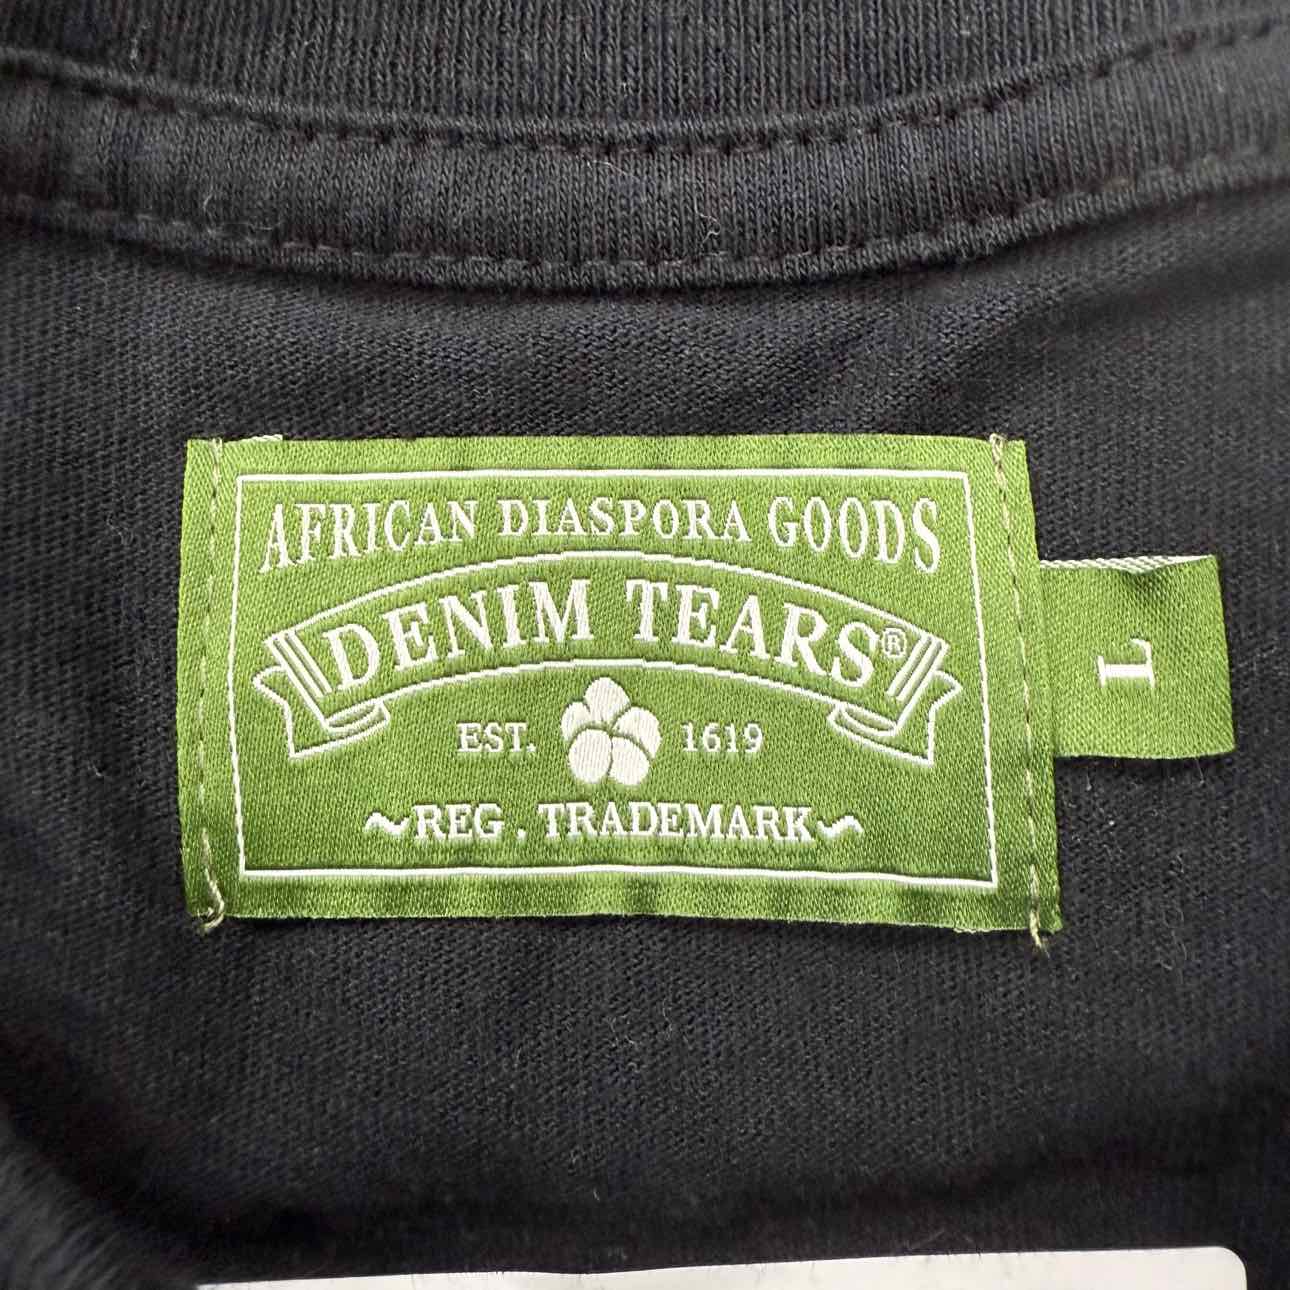 AFRICAN DIASPORA GOODS
DENIM TEARS®
EST. 1619
~REG. TRADEMARK~
L